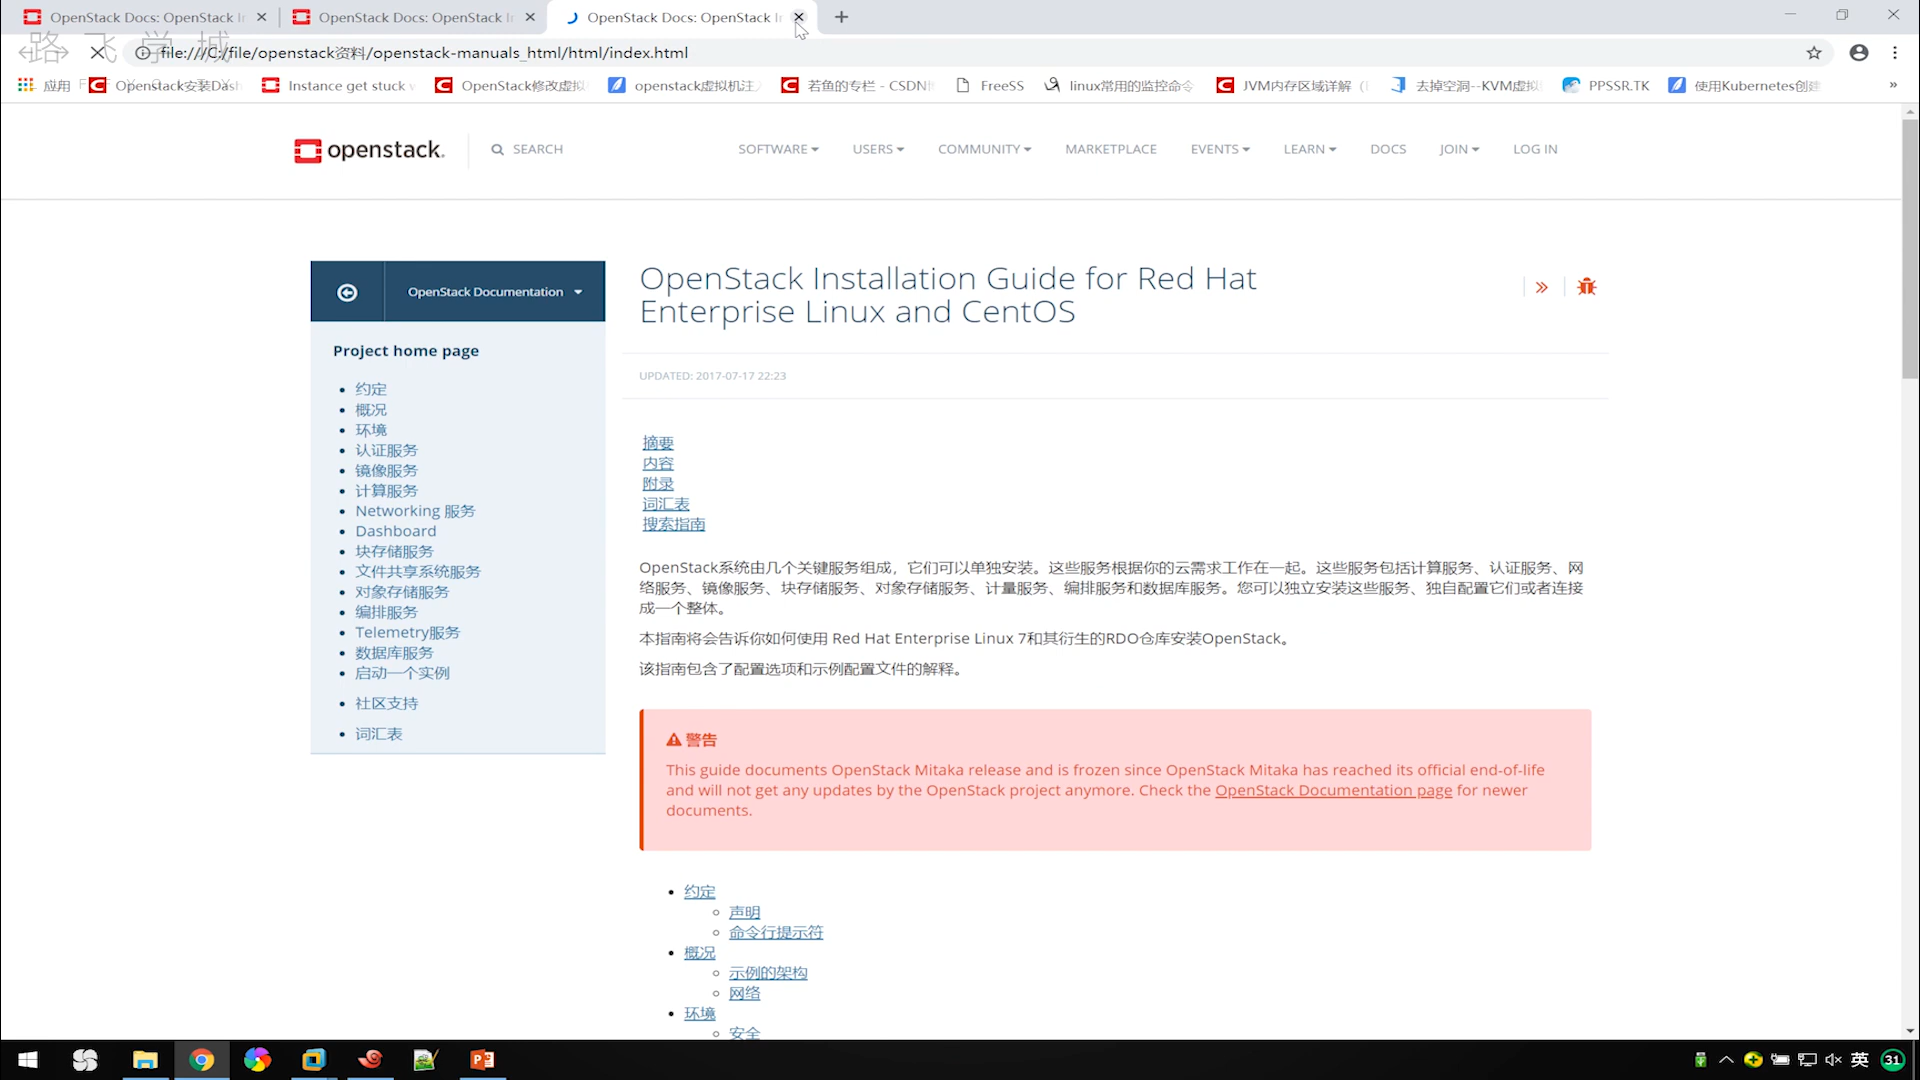 OpenStack Docs: OpenStack I
OpenStack Docs: OpenStack I
OpenStack Docs: OpenStack I
路飞学城
file:///C:/file/openstack资料/openstack-manuals_html/html/index.html
应用
OpenStack安装Dash
Instance get stuck
OpenStack修改虚拟
openstack虚拟机注
若鱼的专栏 - CSDN
FreeSS
linux常用的监控命令
JVM内存区域详解
去掉空洞--KVM虚拟
PPSSR.TK
使用Kubernetes创建
»
openstack.
SEARCH
SOFTWARE
USERS
COMMUNITY
MARKETPLACE
EVENTS
LEARN
DOCS
JOIN
LOG IN
OpenStack Documentation
Project home page
约定
概况
环境
认证服务
镜像服务
计算服务
Networking 服务
Dashboard
块存储服务
文件共享系统服务
对象存储服务
编排服务
Telemetry服务
数据库服务
启动一个实例
社区支持
词汇表
OpenStack Installation Guide for Red Hat
Enterprise Linux and CentOS
UPDATED: 2017-07-17 22:23
摘要
内容
附录
词汇表
搜索指南
OpenStack系统由几个关键服务组成，它们可以单独安装。这些服务根据你的云需求工作在一起。这些服务包括计算服务、认证服务、网
络服务、镜像服务、块存储服务、对象存储服务、计量服务、编排服务和数据库服务。您可以独立安装这些服务、独自配置它们或者连接
成一个整体。
本指南将会告诉你如何使用 Red Hat Enterprise Linux 7和其衍生的RDO仓库安装OpenStack。
该指南包含了配置选项和示例配置文件的解释。
警告
This guide documents OpenStack Mitaka release and is frozen since OpenStack Mitaka has reached its official end-of-life
and will not get any updates by the OpenStack project anymore. Check the OpenStack Documentation page for newer
documents.
约定
声明
命令行提示符
概况
示例的架构
网络
环境
安全
英
31